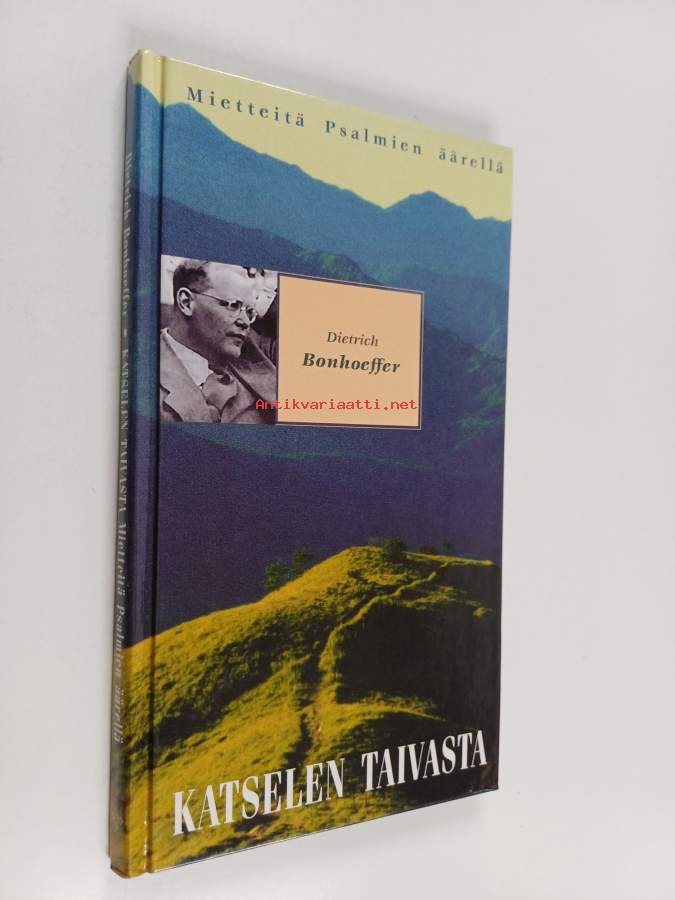 Mietteitä Psalmien äärellä
Dietrich
Bonhoeffer
Antikvariaatti.net
KATSELEN TAIVASTA
Dietrich Bonhoeffer • KATSELEN TAIVASTA Mietteitä Psalmien äärellä